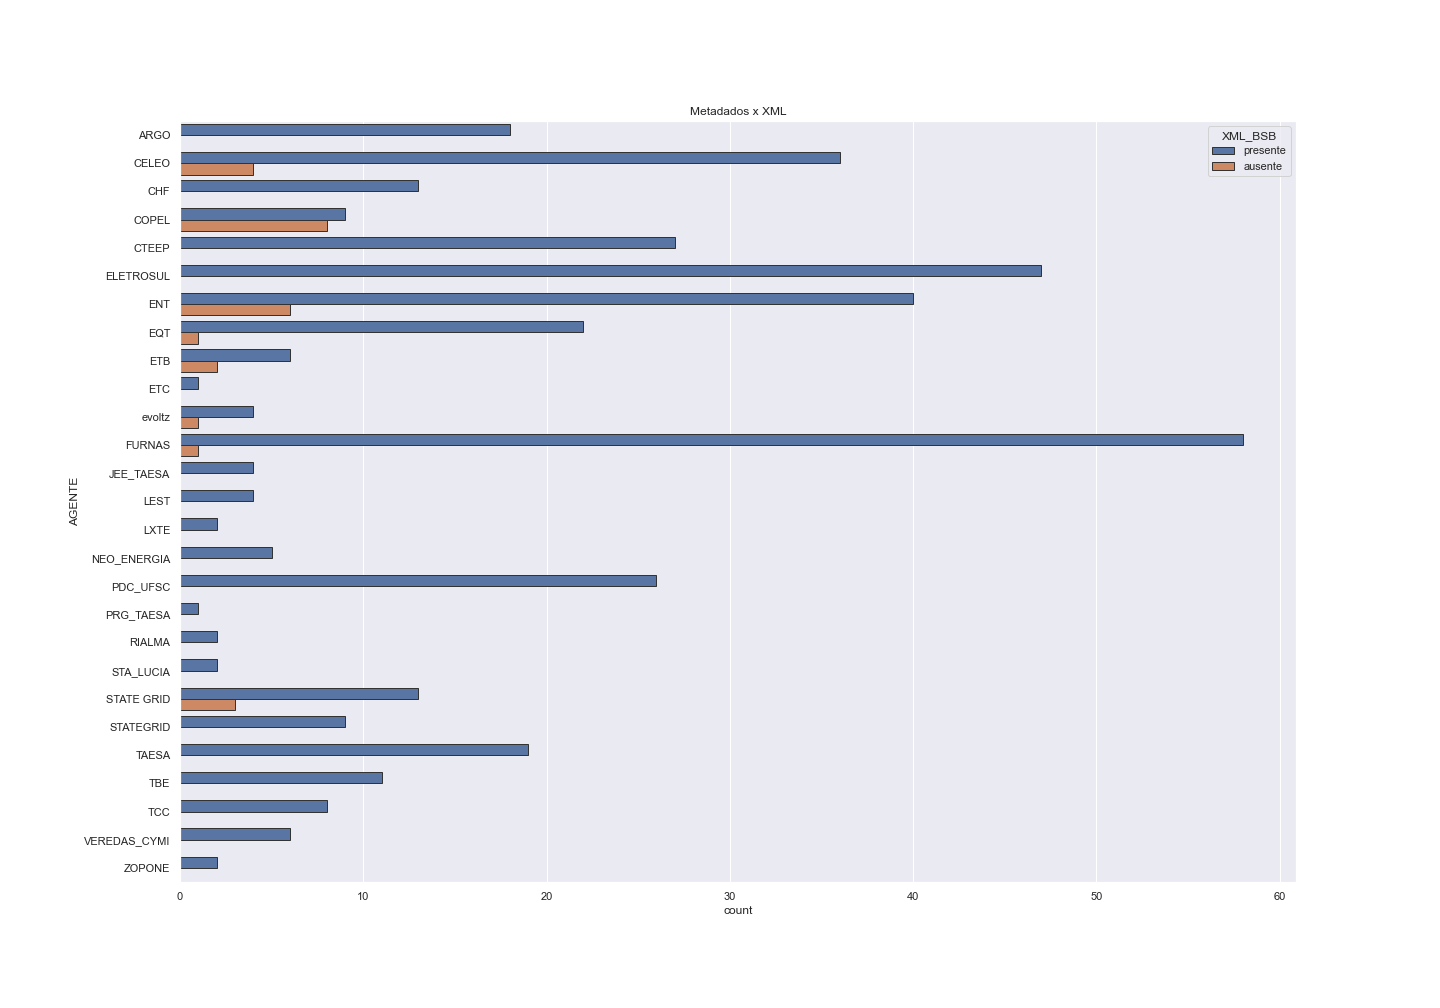 Metadados x XML
XML_BSB
presente
ausente
AGENTE
ARGO
CELEO
CHF
COPEL
CTEEP
ELETROSUL
ENT
EQT
ETB
ETC
evoltz
FURNAS
JEE_TAESA
LEST
LXTE
NEO_ENERGIA
PDC_UFSC
PRG_TAESA
RIALMA
STA_LUCIA
STATE GRID
STATEGRID
TAESA
TBE
TCC
VEREDAS_CYMI
ZOPONE
0 10 20 30 40 50 60
count